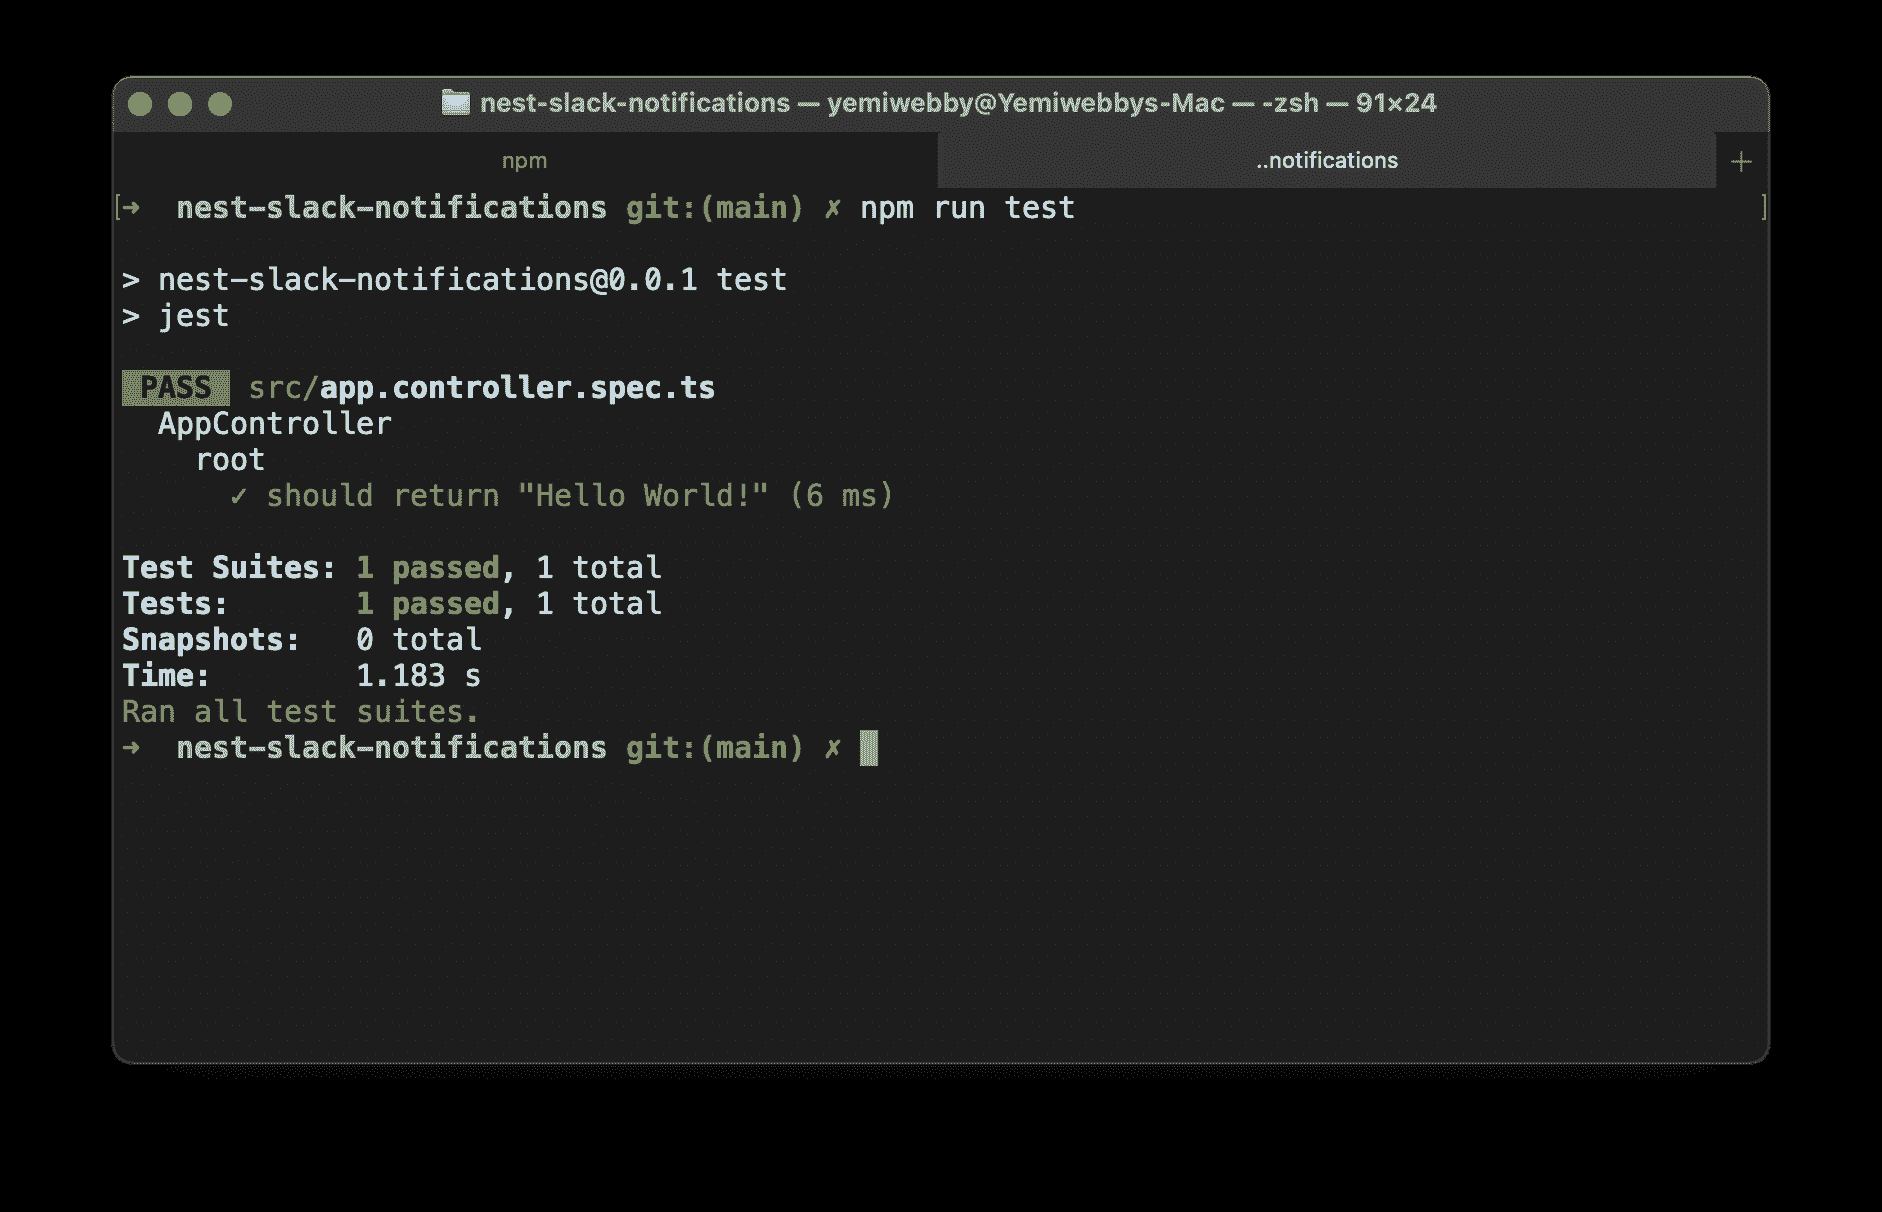 nest-slack-notifications — yemiwebby@Yemiwebbys-Mac — -zsh — 91×24
npm ..notifications +
[➜  nest-slack-notifications git:(main) ✗ npm run test ]
> nest-slack-notifications@0.0.1 test
> jest
PASS src/app.controller.spec.ts
AppController
root
✓ should return "Hello World!" (6 ms)
Test Suites: 1 passed, 1 total
Tests:       1 passed, 1 total
Snapshots:   0 total
Time:        1.183 s
Ran all test suites.
➜  nest-slack-notifications git:(main) ✗